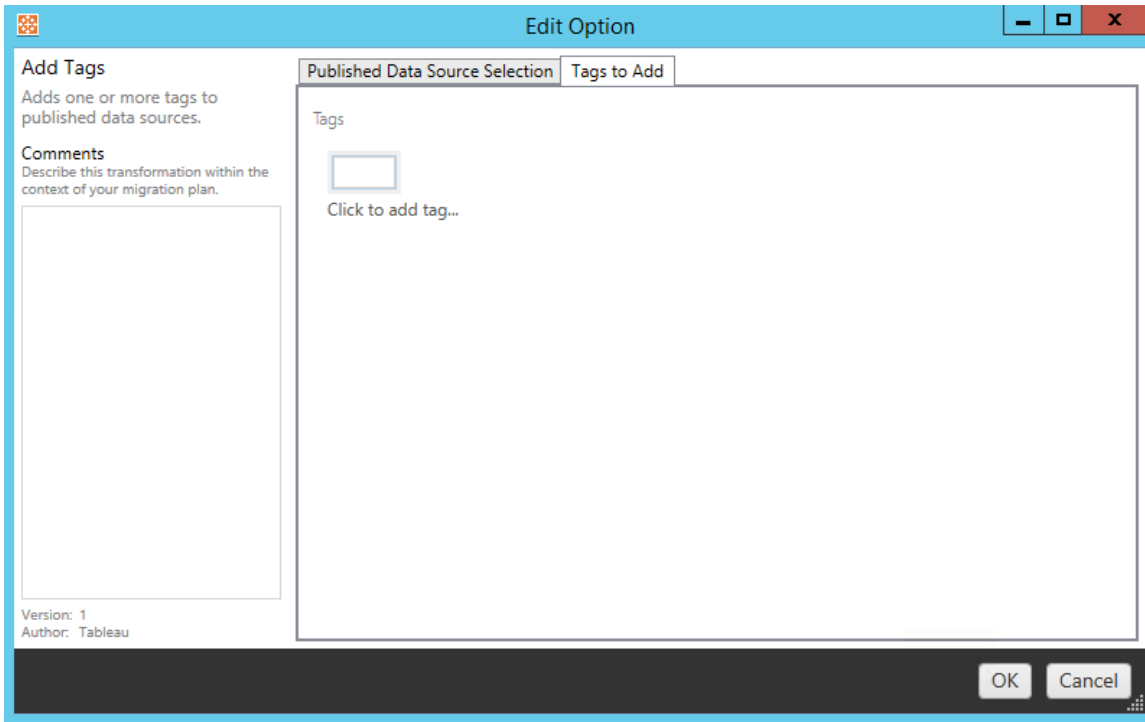 Edit Option
X
Add Tags
Adds one or more tags to
published data sources.
Comments
Describe this transformation within the
context of your migration plan.
Version: 1
Author: Tableau
Published Data Source Selection
Tags to Add
Tags
Click to add tag...
OK
Cancel